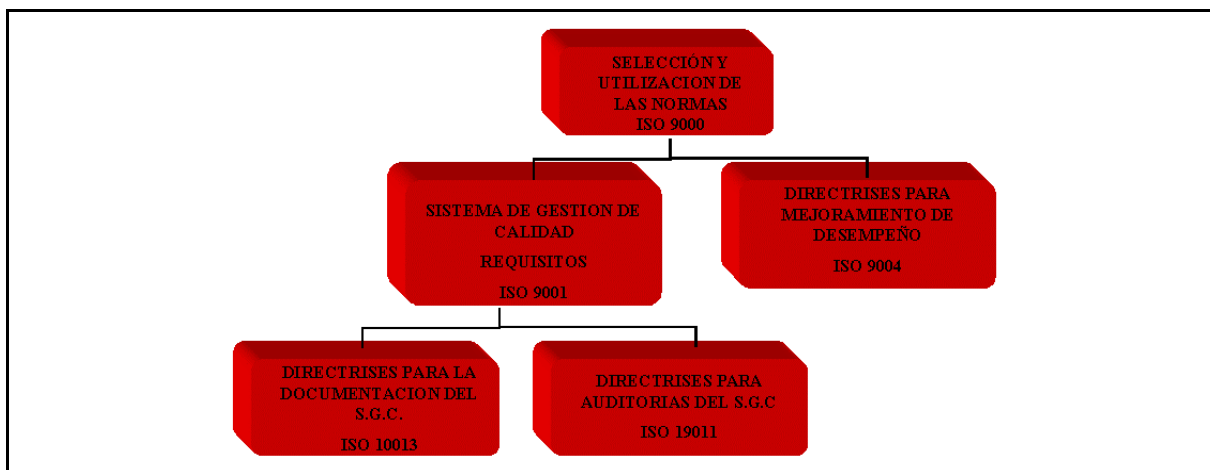 SELECCIÓN Y
UTILIZACION DE
LAS NORMAS
ISO 9000
SISTEMA DE GESTION DE
CALIDAD
REQUISITOS
ISO 9001
DIRECTRISES PARA
MEJORAMIENTO DE
DESEMPEÑO
ISO 9004
DIRECTRISES PARA LA
DOCUMENTACION DEL
S.G.C.
ISO 10013
DIRECTRISES PARA
AUDITORIAS DEL S.G.C
ISO 19011